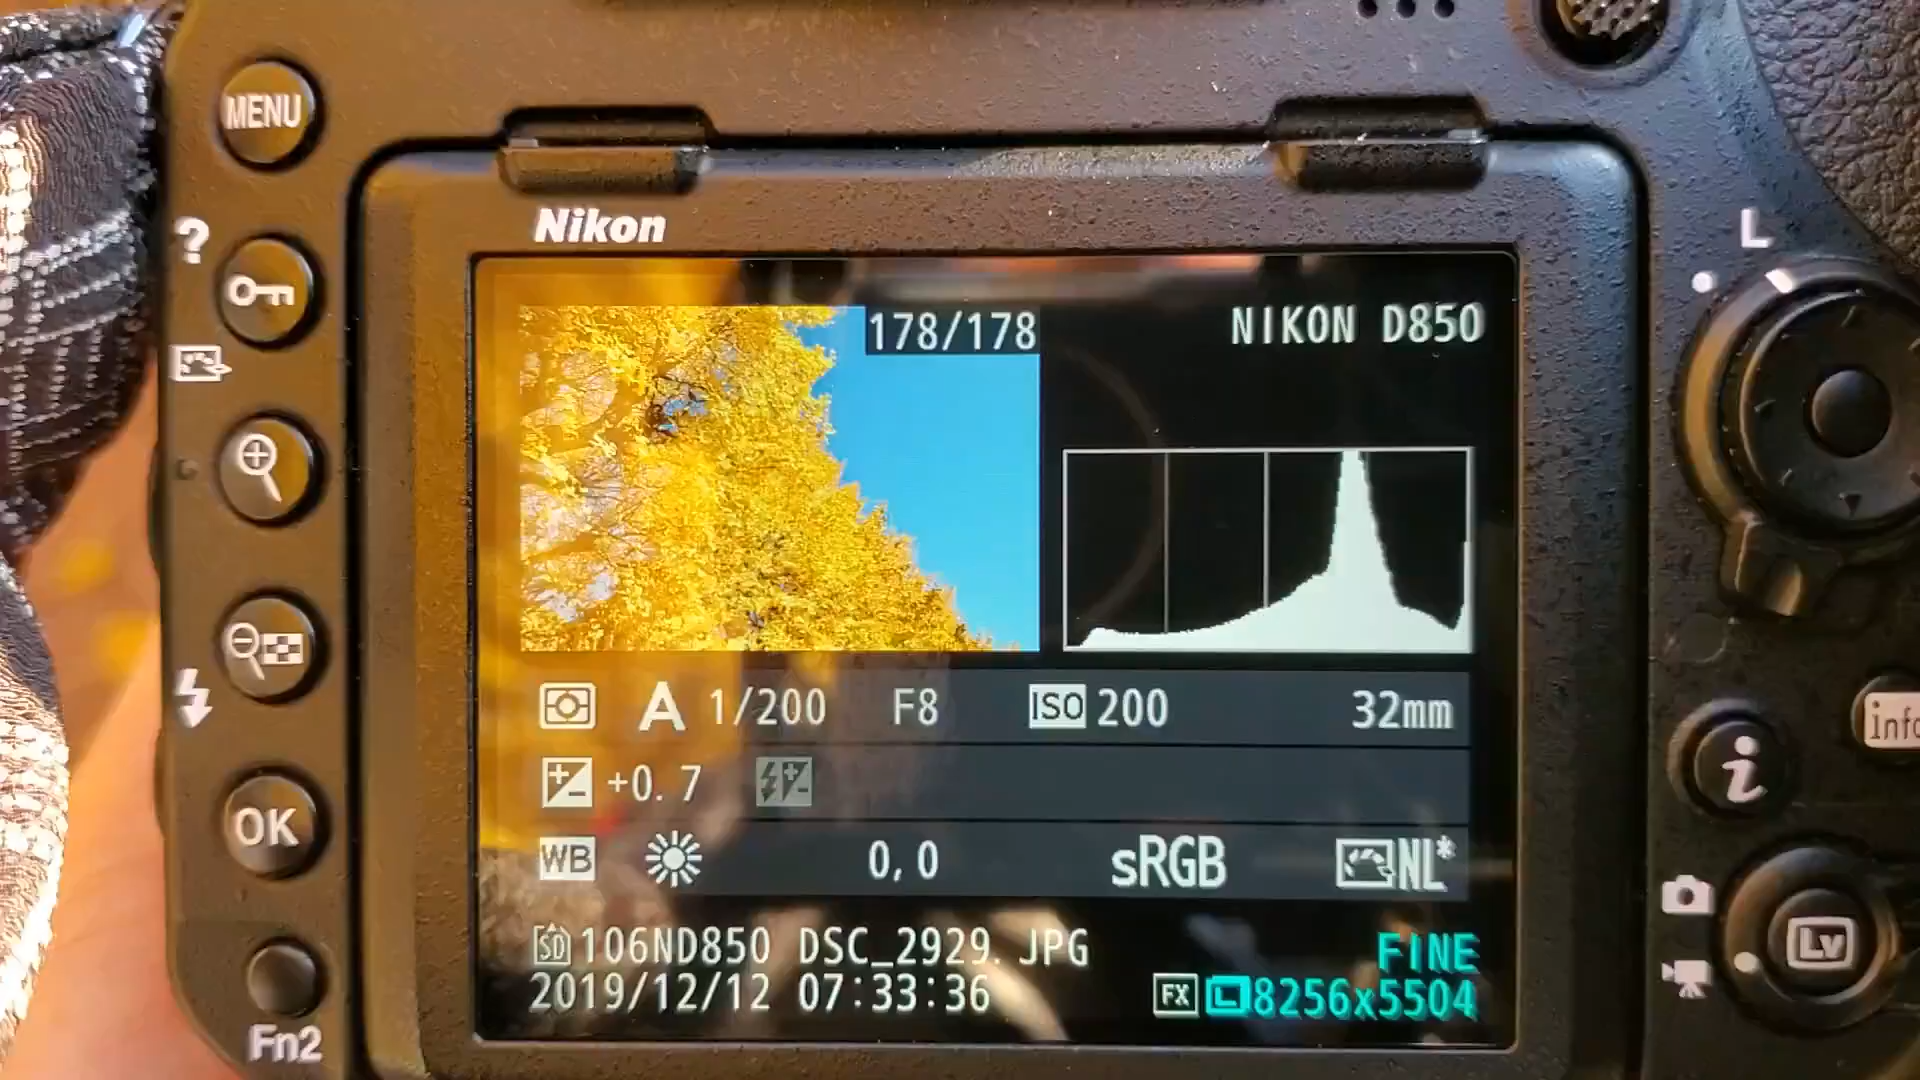 MENU
Nikon
?
L
178/178
NIKON D850
A 1/200 F8 ISO 200 32mm
+0.7
WB 0,0 sRGB NL*
info
i
OK
SD 106ND850 DSC_2929.JPG FINE
2019/12/12 07:33:36 FX L 8256x5504
Lv
Fn2